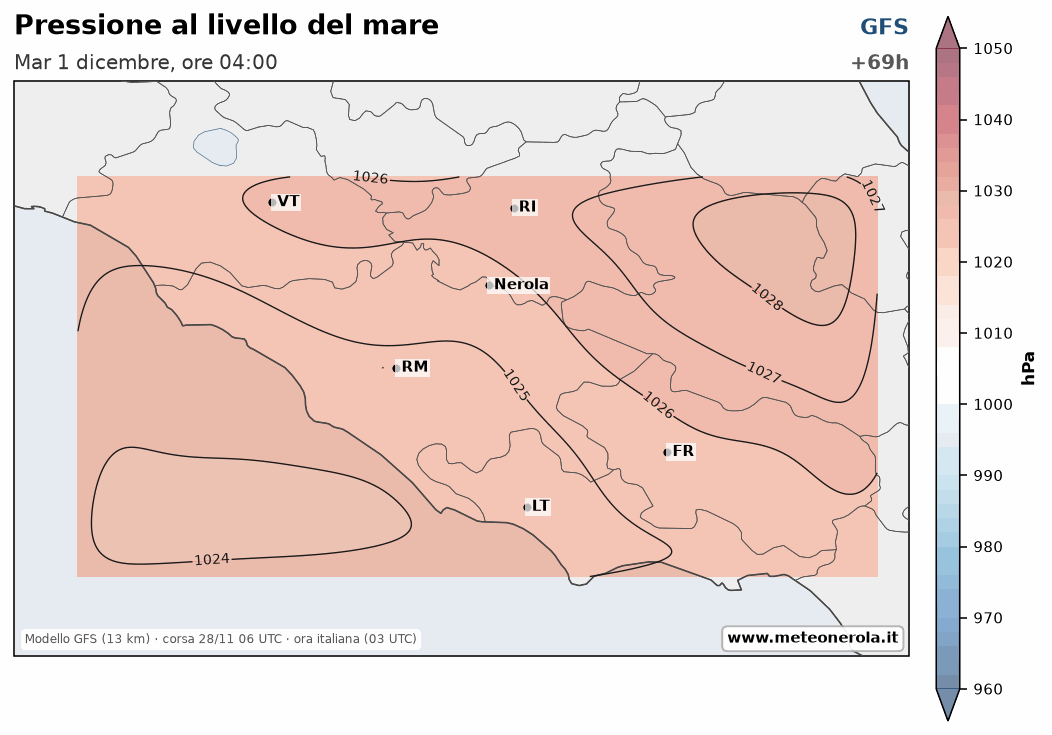 Pressione al livello del mare
GFS
Mar 1 dicembre, ore 04:00
+69h
1050
1040
1030
1020
1010
1000
990
980
970
960
hPa
1026
1027
VT
RI
Nerola
1028
RM
1025
1027
1026
FR
LT
1024
Modello GFS (13 km) · corsa 28/11 06 UTC · ora italiana (03 UTC)
www.meteonerola.it